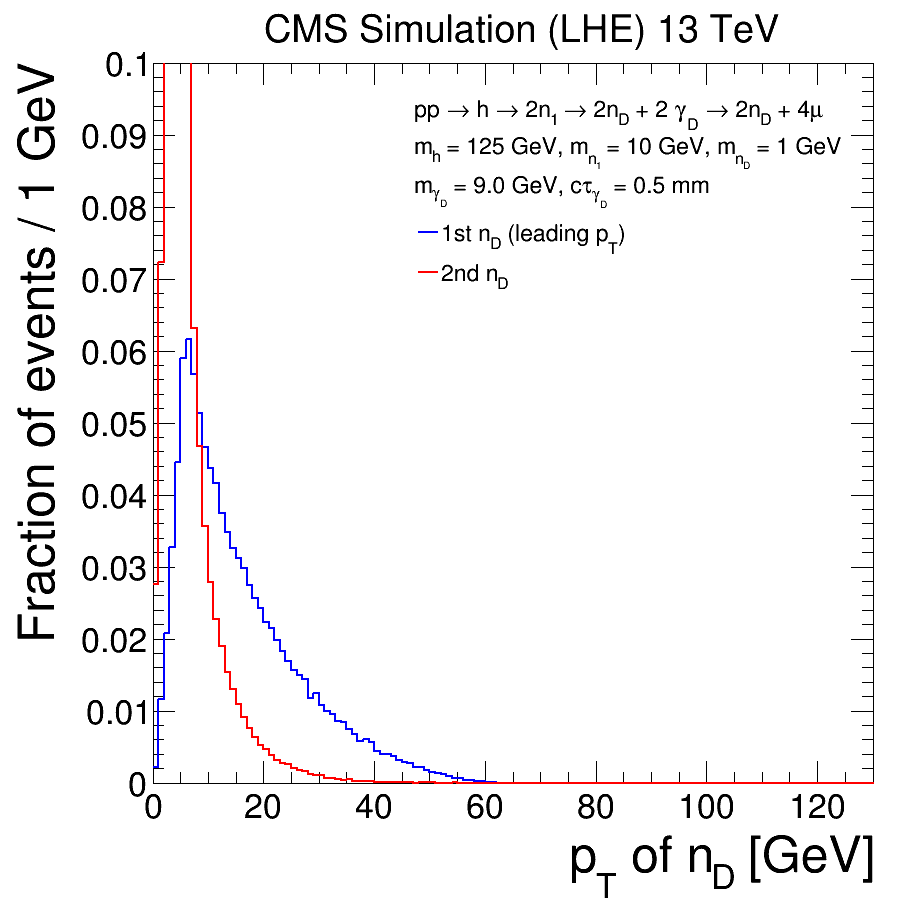 CMS Simulation (LHE) 13 TeV
Fraction of events / 1 GeV
0.1
0.09
0.08
0.07
0.06
0.05
0.04
0.03
0.02
0.01
0
pp → h → 2n1 → 2nD + 2 γD → 2nD + 4μ
mh = 125 GeV, mn1 = 10 GeV, mnD = 1 GeV
mγD = 9.0 GeV, cτγD = 0.5 mm
1st nD (leading pT)
2nd nD
0 20 40 60 80 100 120
pT of nD [GeV]